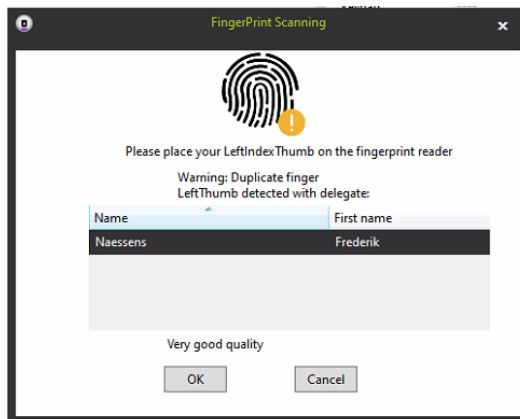 FingerPrint Scanning
Please place your LeftIndexThumb on the fingerprint reader
Warning: Duplicate finger
LeftThumb detected with delegate:
Name First name
Naessens Frederik
Very good quality
OK Cancel